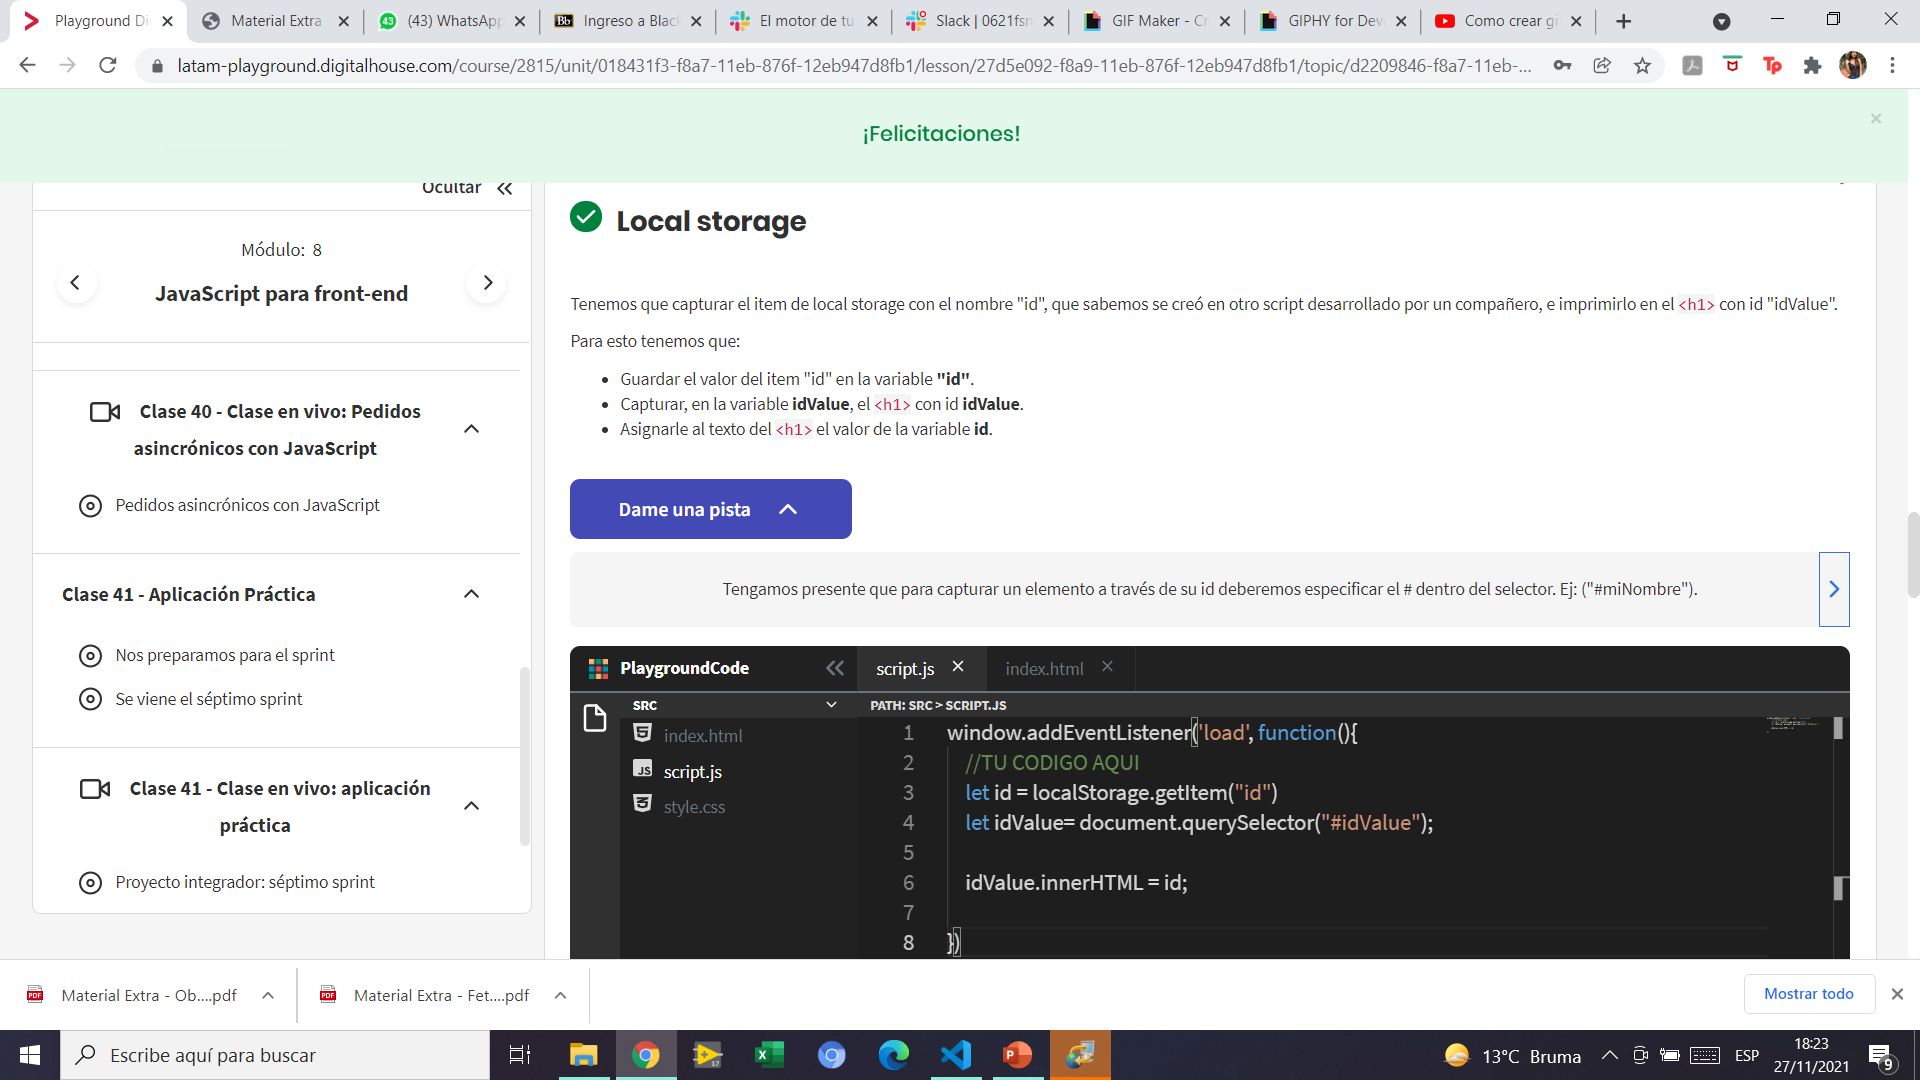 Playground Di
Material Extra
(43) WhatsApp
Ingreso a Black
El motor de tu
Slack | 0621fsn
GIF Maker - Cr
GIPHY for Deve
Como crear gi
latam-playground.digitalhouse.com/course/2815/unit/018431f3-f8a7-11eb-876f-12eb947d8fb1/lesson/27d5e092-f8a9-11eb-876f-12eb947d8fb1/topic/d2209846-f8a7-11eb-...
¡Felicitaciones!
Ocultar
Módulo: 8
JavaScript para front-end
Clase 40 - Clase en vivo: Pedidos
asincrónicos con JavaScript
Pedidos asincrónicos con JavaScript
Clase 41 - Aplicación Práctica
Nos preparamos para el sprint
Se viene el séptimo sprint
Clase 41 - Clase en vivo: aplicación
práctica
Proyecto integrador: séptimo sprint
Local storage
Tenemos que capturar el item de local storage con el nombre "id", que sabemos se creó en otro script desarrollado por un compañero, e imprimirlo en el <h1> con id "idValue".
Para esto tenemos que:
• Guardar el valor del item "id" en la variable "id".
• Capturar, en la variable idValue, el <h1> con id idValue.
• Asignarle al texto del <h1> el valor de la variable id.
Dame una pista
Tengamos presente que para capturar un elemento a través de su id deberemos especificar el # dentro del selector. Ej: ("#miNombre").
PlaygroundCode
script.js
index.html
SRC
PATH: SRC > SCRIPT.JS
index.html
script.js
style.css
1 window.addEventListener('load', function(){
2 //TU CODIGO AQUI
3 let id = localStorage.getItem("id")
4 let idValue= document.querySelector("#idValue");
5
6 idValue.innerHTML = id;
7
8 })
Material Extra - Ob....pdf
Material Extra - Fet....pdf
Mostrar todo
Escribe aquí para buscar
13°C Bruma
ESP
18:23
27/11/2021
9